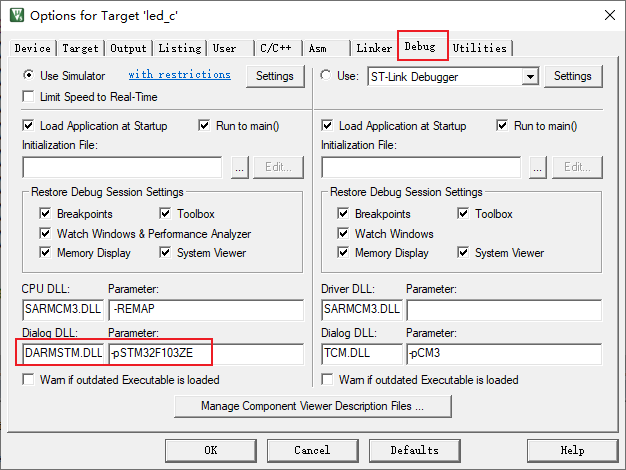 Options for Target 'led_c'
Device Target Output Listing User C/C++ Asm Linker Debug Utilities
Use Simulator with restrictions Settings
Use: ST-Link Debugger Settings
Limit Speed to Real-Time
Load Application at Startup Run to main()
Load Application at Startup Run to main()
Initialization File:
Initialization File:
... Edit...
... Edit...
Restore Debug Session Settings
Breakpoints Toolbox
Watch Windows & Performance Analyzer
Memory Display System Viewer
Restore Debug Session Settings
Breakpoints Toolbox
Watch Windows
Memory Display System Viewer
CPU DLL: Parameter:
SARMCM3.DLL -REMAP
Driver DLL: Parameter:
SARMCM3.DLL
Dialog DLL: Parameter:
DARMSTM.DLL -pSTM32F103ZE
Dialog DLL: Parameter:
TCM.DLL -pCM3
Warn if outdated Executable is loaded
Warn if outdated Executable is loaded
Manage Component Viewer Description Files ...
OK Cancel Defaults Help